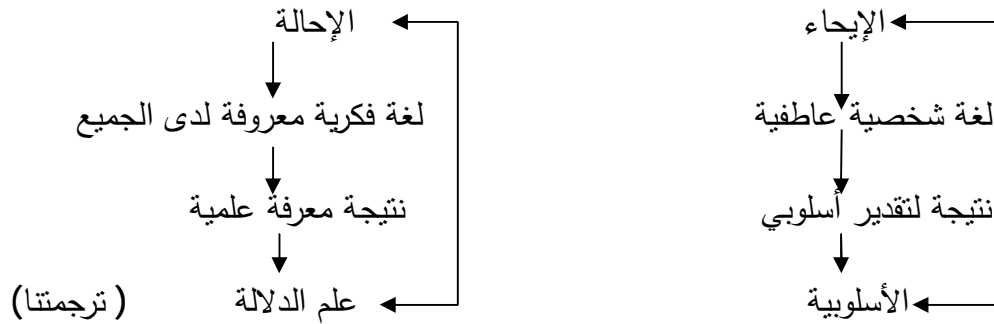 الإيحاء الإحالة
لغة شخصية عاطفية لغة فكرية معروفة لدى الجميع
نتيجة لتقدير أسلوبي نتيجة معرفة علمية
الأسلوبية علم الدلالة (ترجمتنا)